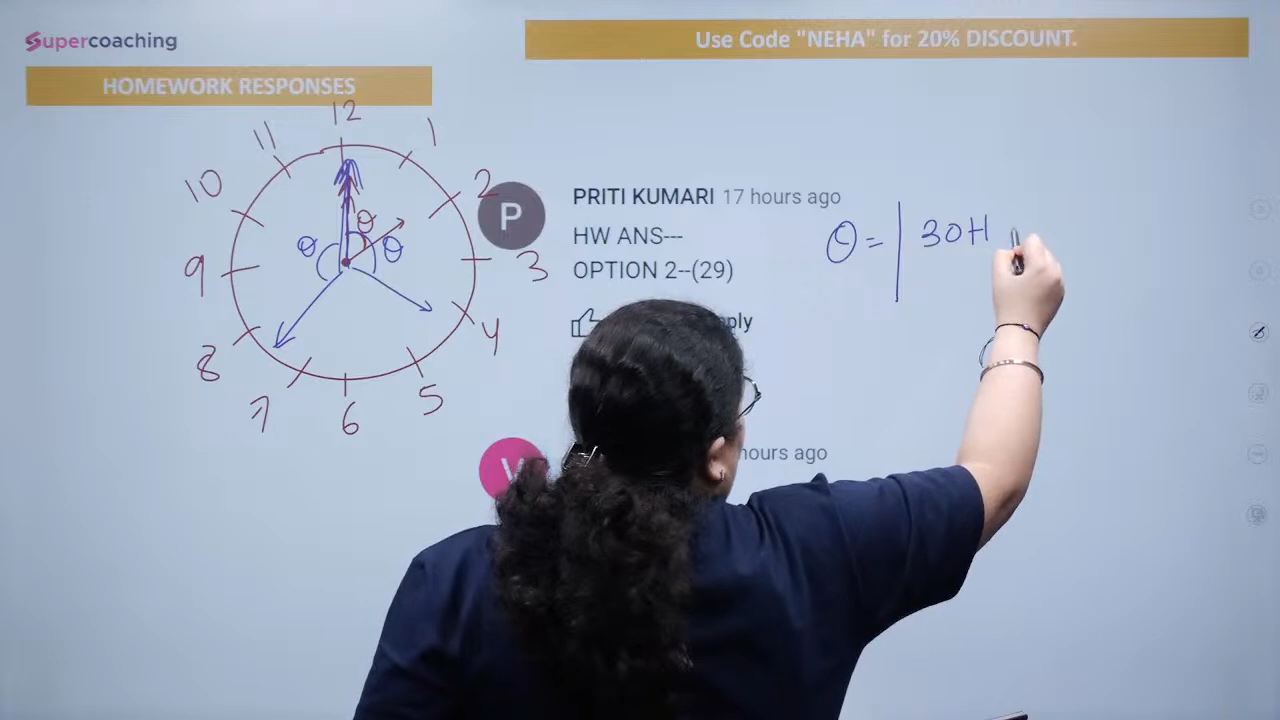 Supercoaching
Use Code "NEHA" for 20% DISCOUNT.
HOMEWORK RESPONSES
12
11
1
10
2
9
3
8
4
7
5
6
θ
θ
θ
P
PRITI KUMARI 17 hours ago
HW ANS---
OPTION 2--(29)
θ = | 30H
hours ago